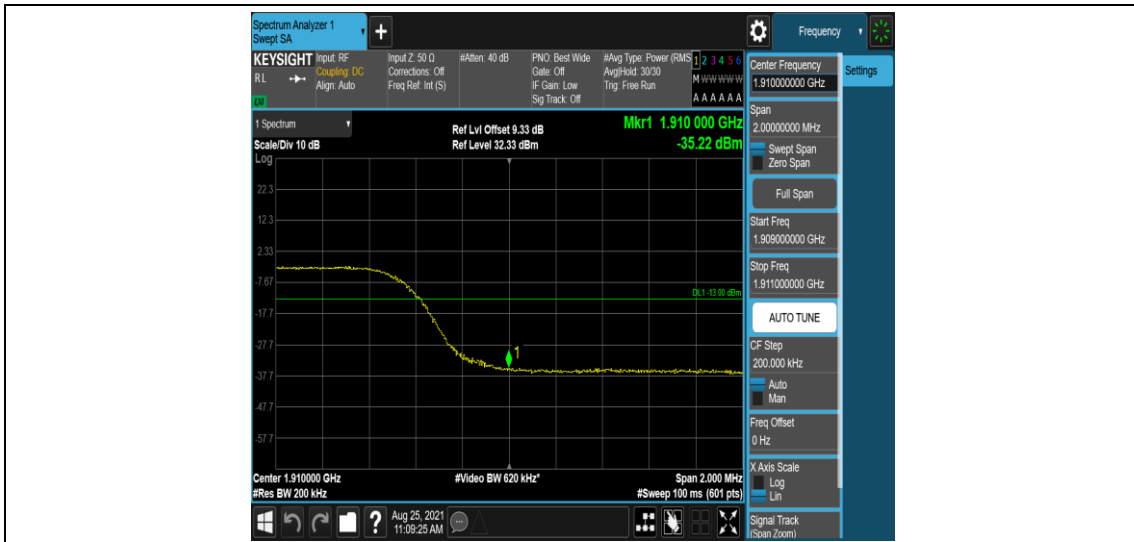 Spectrum Analyzer 1
Swept SA
+
Frequency
KEYSIGHT
RL
LXI
Input: RF
Coupling: DC
Align: Auto
Input Z: 50 Ω
Corrections: Off
Freq Ref: Int (S)
#Atten: 40 dB
PNO: Best Wide
Gate: Off
IF Gain: Low
Sig Track: Off
#Avg Type: Power (RMS
Avg|Hold: 30/30
Trig: Free Run
1 2 3 4 5 6
M W W W W W
A A A A A A
1 Spectrum
Scale/Div 10 dB
Ref Lvl Offset 9.33 dB
Ref Level 32.33 dBm
Mkr1 1.910 000 GHz
-35.22 dBm
Log
22.3
12.3
2.33
-7.67
DL1 -13.00 dBm
-17.7
-27.7
1
-37.7
-47.7
-57.7
Center 1.910000 GHz
#Res BW 200 kHz
#Video BW 620 kHz*
Span 2.000 MHz
#Sweep 100 ms (601 pts)
?
Aug 25, 2021
11:09:25 AM
Center Frequency
1.910000000 GHz
Settings
Span
2.00000000 MHz
Swept Span
Zero Span
Full Span
Start Freq
1.909000000 GHz
Stop Freq
1.911000000 GHz
AUTO TUNE
CF Step
200.000 kHz
Auto
Man
Freq Offset
0 Hz
X Axis Scale
Log
Lin
Signal Track
(Span Zoom)